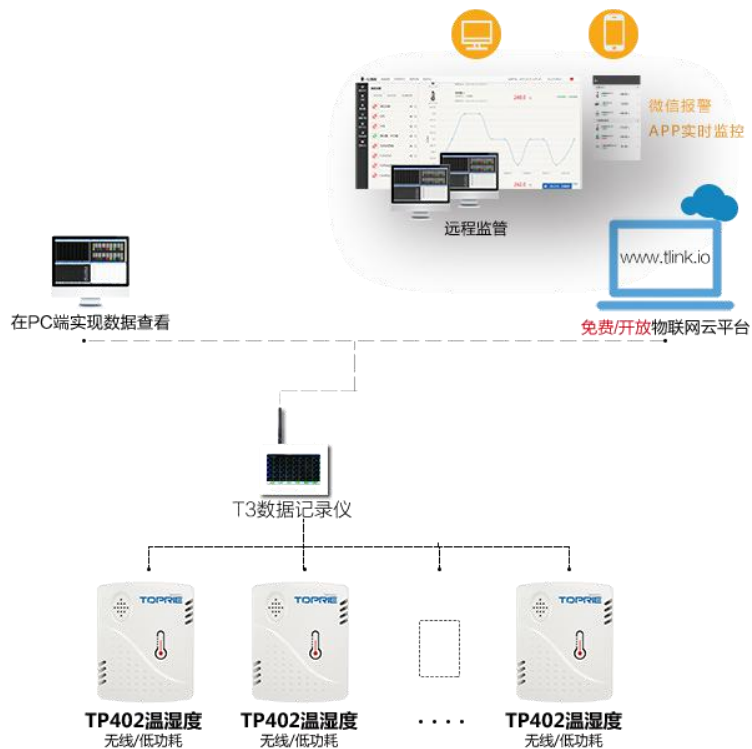 微信报警
APP实时监控
远程监管
www.tlink.io
在PC端实现数据查看
免费/开放物联网云平台
T3数据记录仪
TOPRIE
TOPRIE
TOPRIE
TP402温湿度
TP402温湿度
....
TP402温湿度
无线/低功耗
无线/低功耗
无线/低功耗